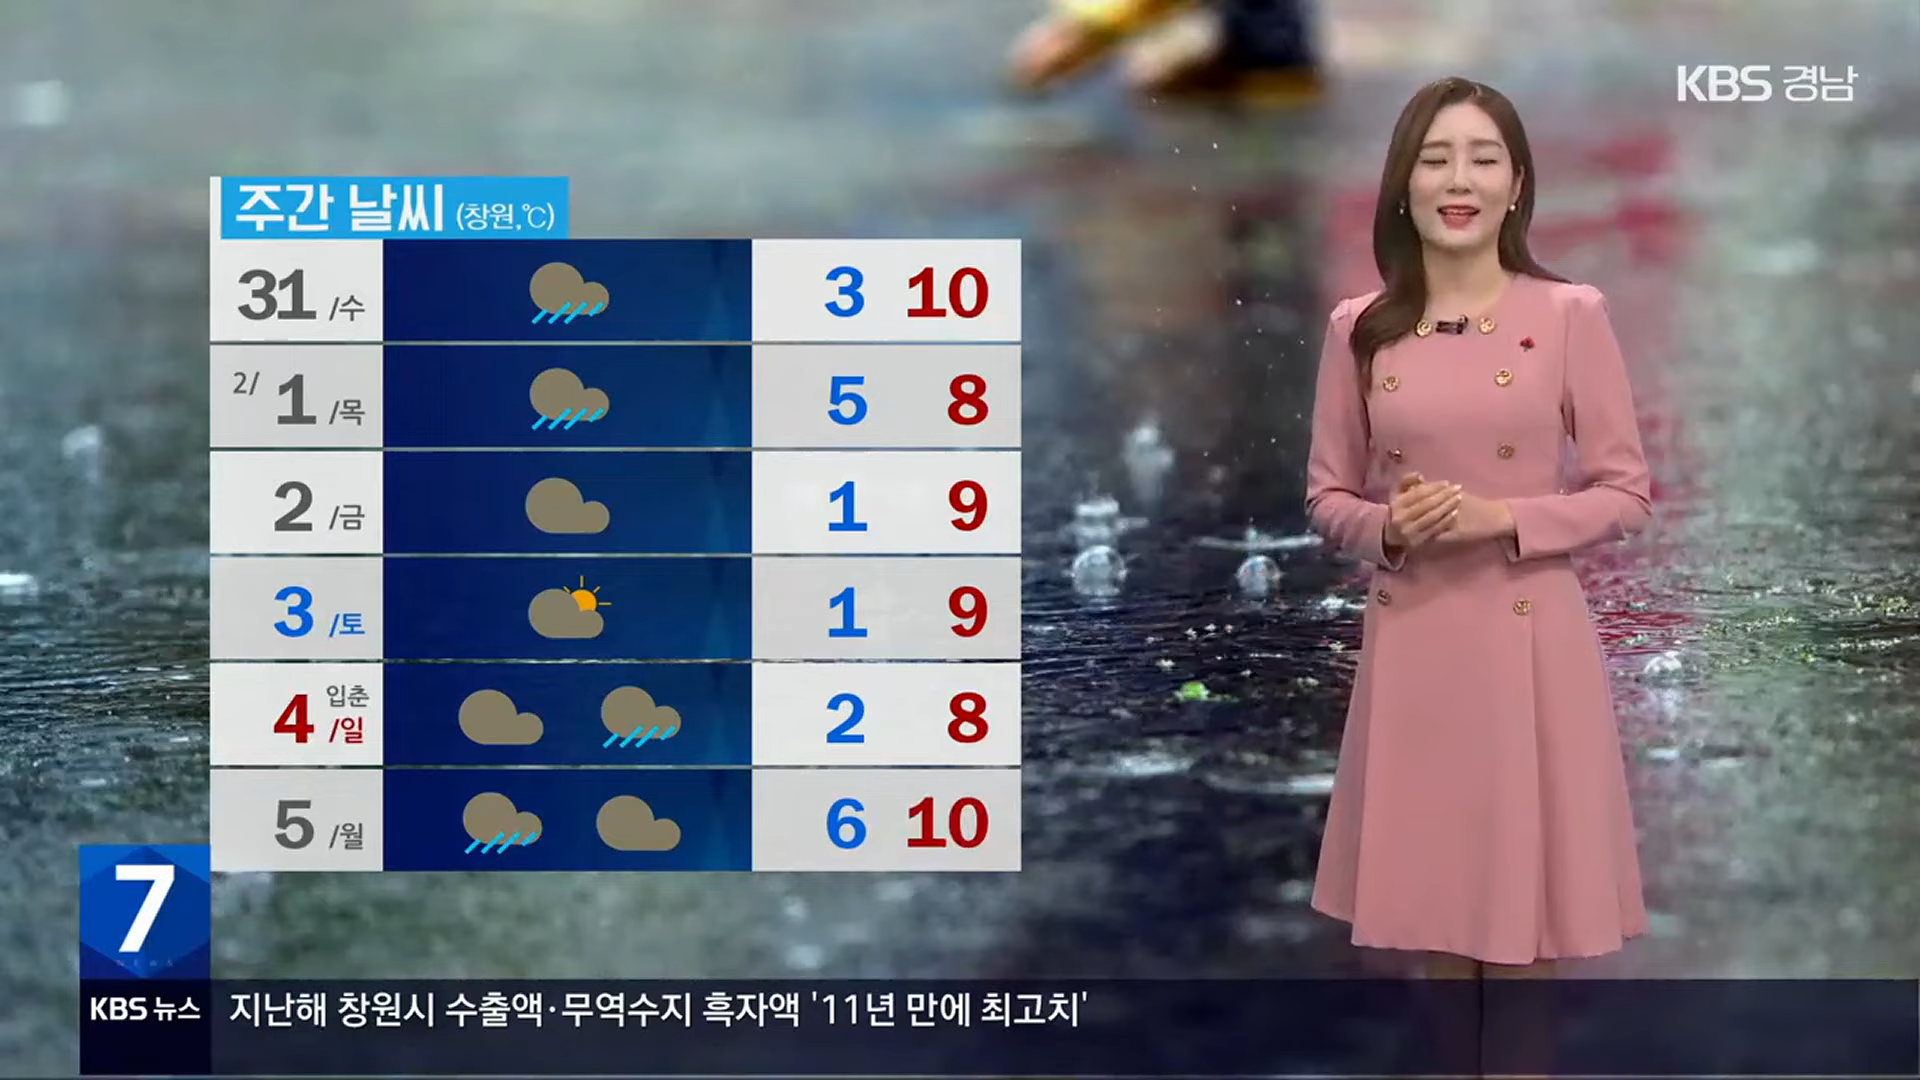 KBS 경남
주간 날씨 (창원,℃)
31 /수 3 10
2/ 1 /목 5 8
2 /금 1 9
3 /토 1 9
4 입춘 /일 2 8
5 /월 6 10
7
NEWS
KBS 뉴스 지난해 창원시 수출액·무역수지 흑자액 '11년 만에 최고치'